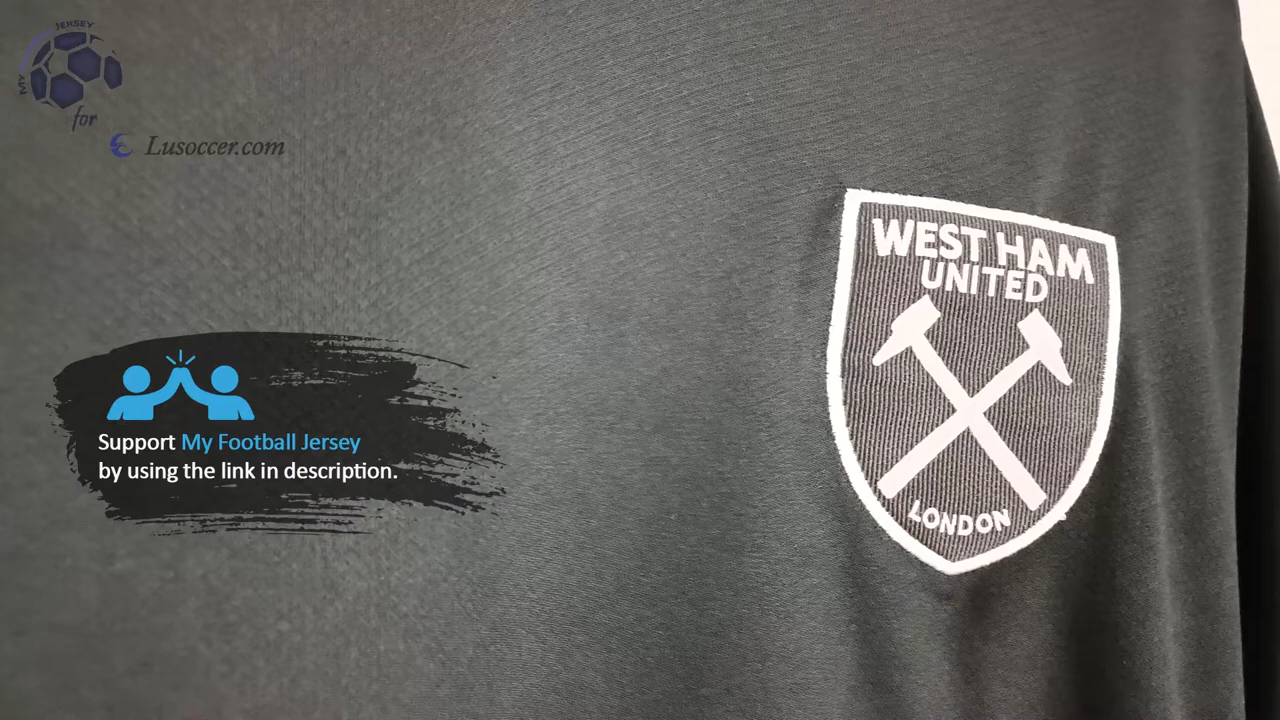 MY JERSEY
for
Lusoccer.com
WEST HAM
UNITED
LONDON
Support My Football Jersey
by using the link in description.